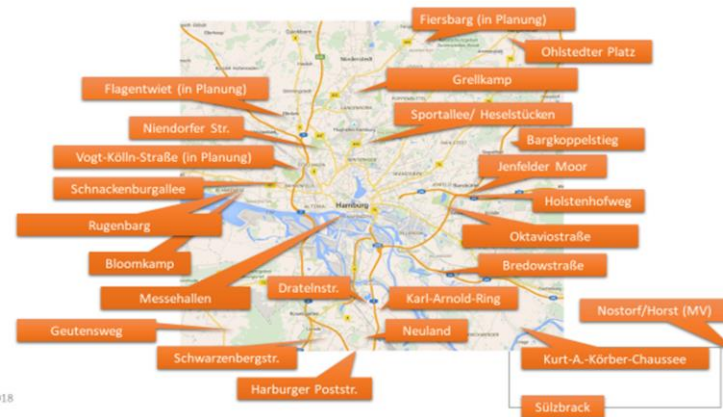 Fiersbarg (in Planung)
Ohlstedter Platz
Grellkamp
Flagentwiet (in Planung)
Sportallee/ Heselstücken
Niendorfer Str.
Bargkoppelstieg
Vogt-Kölln-Straße (in Planung)
Jenfelder Moor
Schnackenburgallee
Holstenhofweg
Hamburg
Rugenbarg
Oktaviostraße
Bloomkamp
Bredowstraße
Messehallen
Dratelnstr.
Karl-Arnold-Ring
Nostorf/Horst (MV)
Geutensweg
Neuland
Schwarzenbergstr.
Kurt-A.-Körber-Chaussee
Harburger Poststr.
Sülzbrack